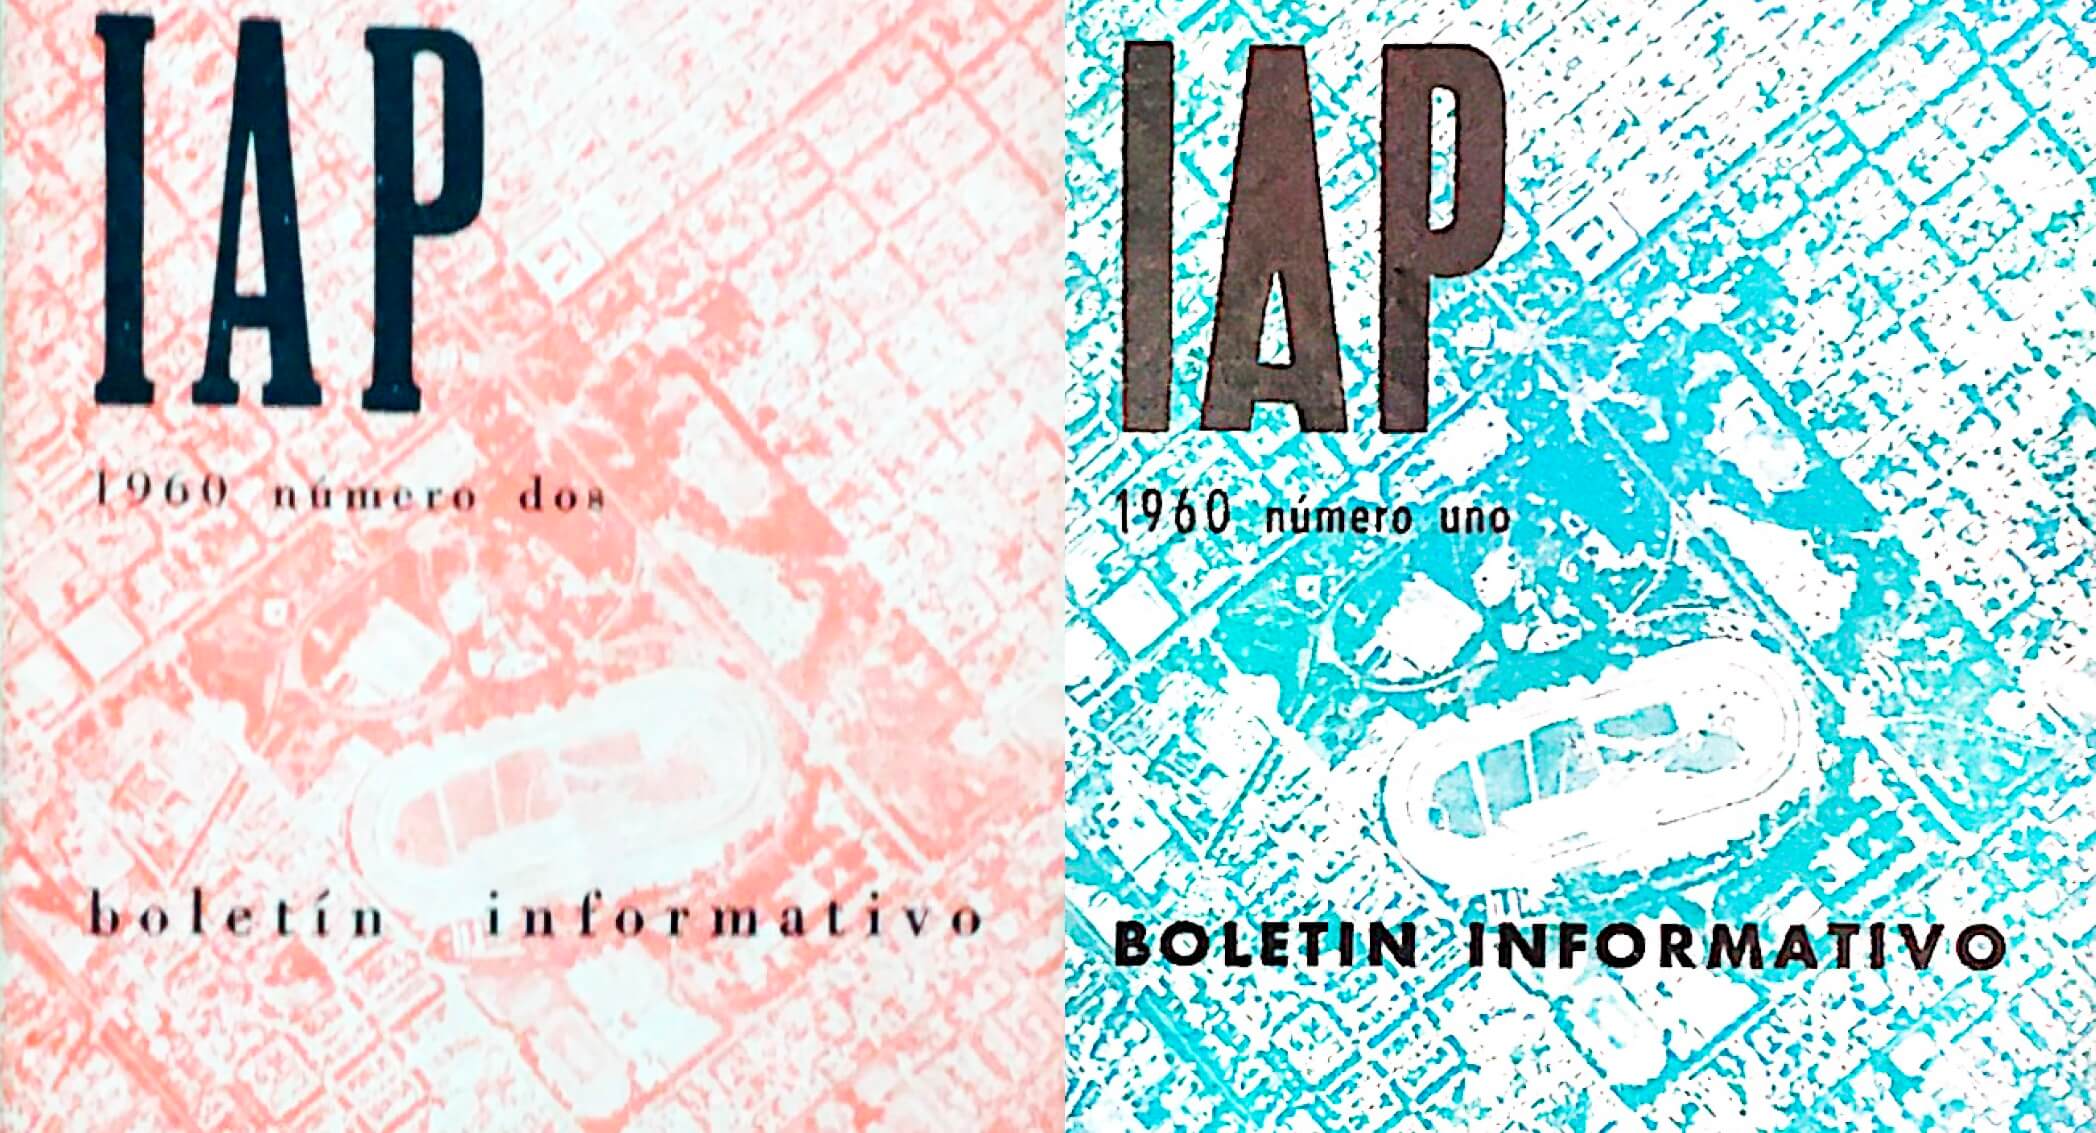 IAP
1960 número dos
boletín informativo
IAP
1960 número uno
BOLETIN INFORMATIVO